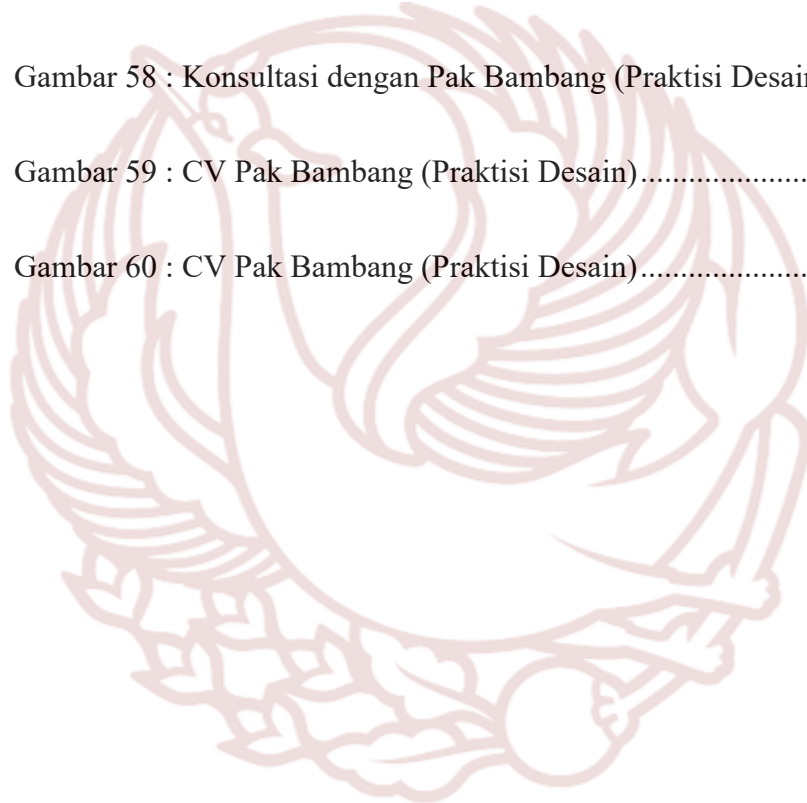 Gambar 58 : Konsultasi dengan Pak Bambang (Praktisi Desain
Gambar 59 : CV Pak Bambang (Praktisi Desain)....................
Gambar 60 : CV Pak Bambang (Praktisi Desain)....................